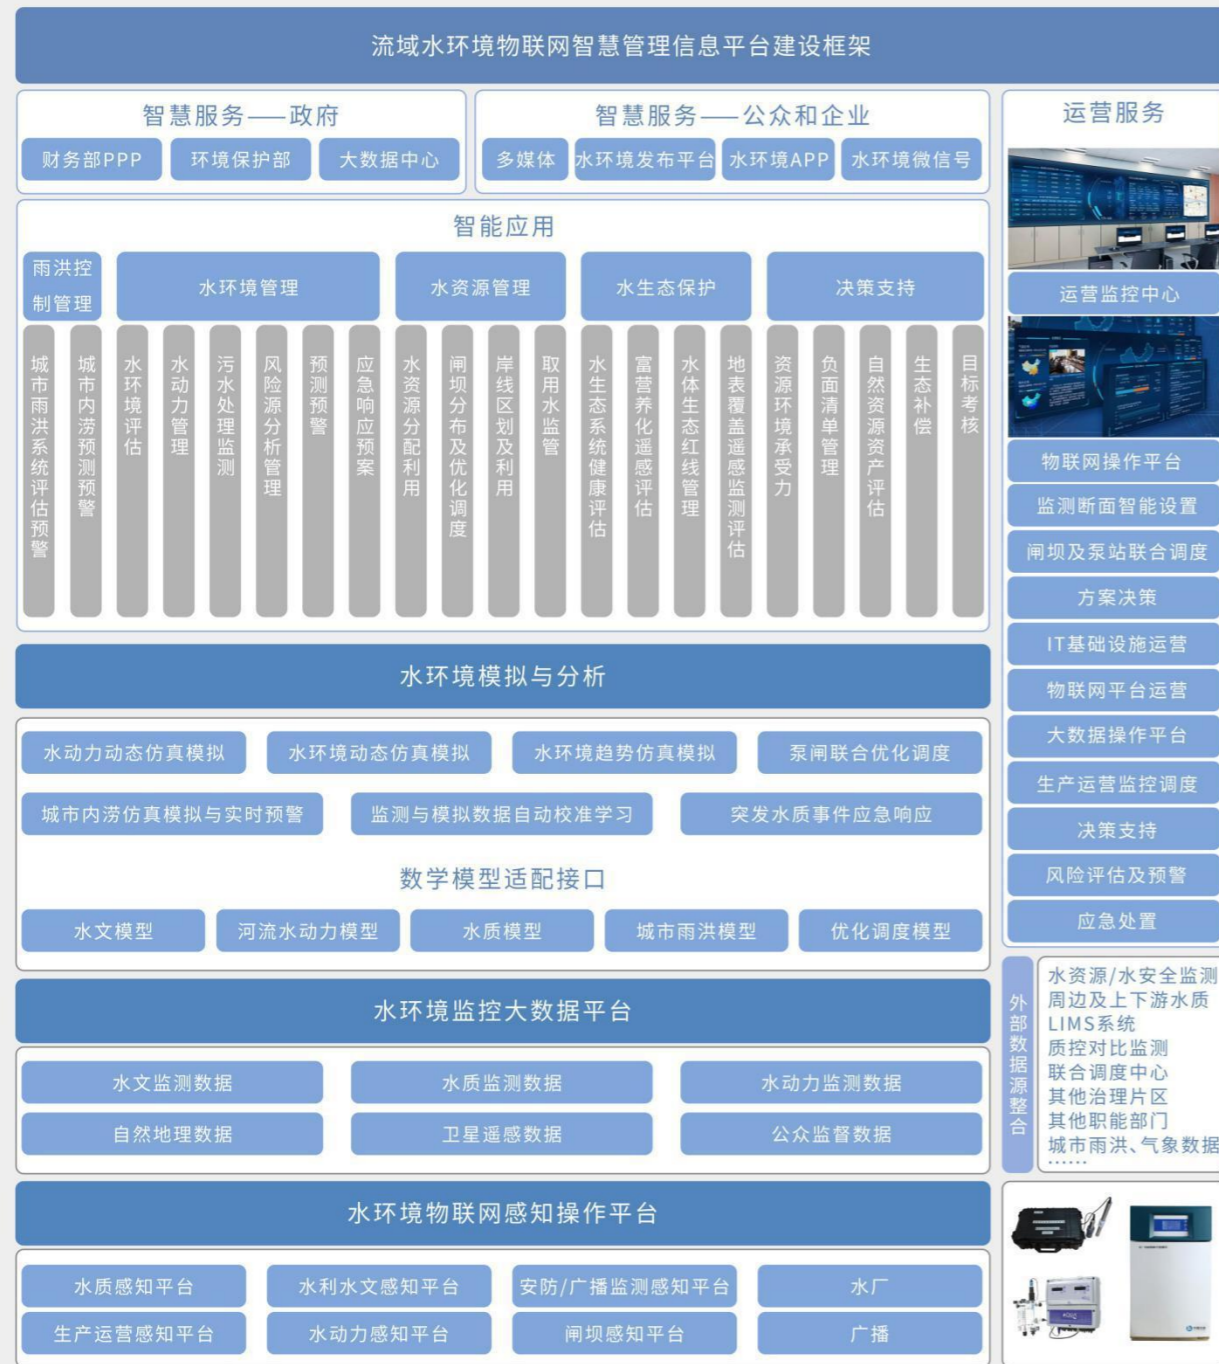 流域水环境物联网智慧管理信息平台建设框架
智慧服务——政府
财务部PPP
环境保护部
大数据中心
智慧服务——公众和企业
多媒体
水环境发布平台
水环境APP
水环境微信号
智能应用
雨洪控
制管理
水环境管理
水资源管理
水生态保护
决策支持
城市雨洪系统评估预警
城市内涝预测预警
水环境评估
水动力管理
污水处理监测
风险源分析管理
预测预警
应急响应预案
水资源分配利用
闸坝分布及优化调度
岸线区划及利用
取用水监管
水生态系统健康评估
富营养化遥感评估
水体生态红线管理
地表覆盖遥感监测评估
资源环境承受力
负面清单管理
自然资源资产评估
生态补偿
目标考核
水环境模拟与分析
水动力动态仿真模拟
水环境动态仿真模拟
水环境趋势仿真模拟
泵闸联合优化调度
城市内涝仿真模拟与实时预警
监测与模拟数据自动校准学习
突发水质事件应急响应
数学模型适配接口
水文模型
河流水动力模型
水质模型
城市雨洪模型
优化调度模型
水环境监控大数据平台
水文监测数据
水质监测数据
水动力监测数据
自然地理数据
卫星遥感数据
公众监督数据
水环境物联网感知操作平台
水质感知平台
水利水文感知平台
安防/广播监测感知平台
水厂
生产运营感知平台
水动力感知平台
闸坝感知平台
广播
运营服务
运营监控中心
物联网操作平台
监测断面智能设置
闸坝及泵站联合调度
方案决策
IT基础设施运营
物联网平台运营
大数据操作平台
生产运营监控调度
决策支持
风险评估及预警
应急处置
外部数据源整合
水资源/水安全监测
周边及上下游水质
LIMS系统
质控对比监测
联合调度中心
其他治理片区
其他职能部门
城市雨洪、气象数据
……